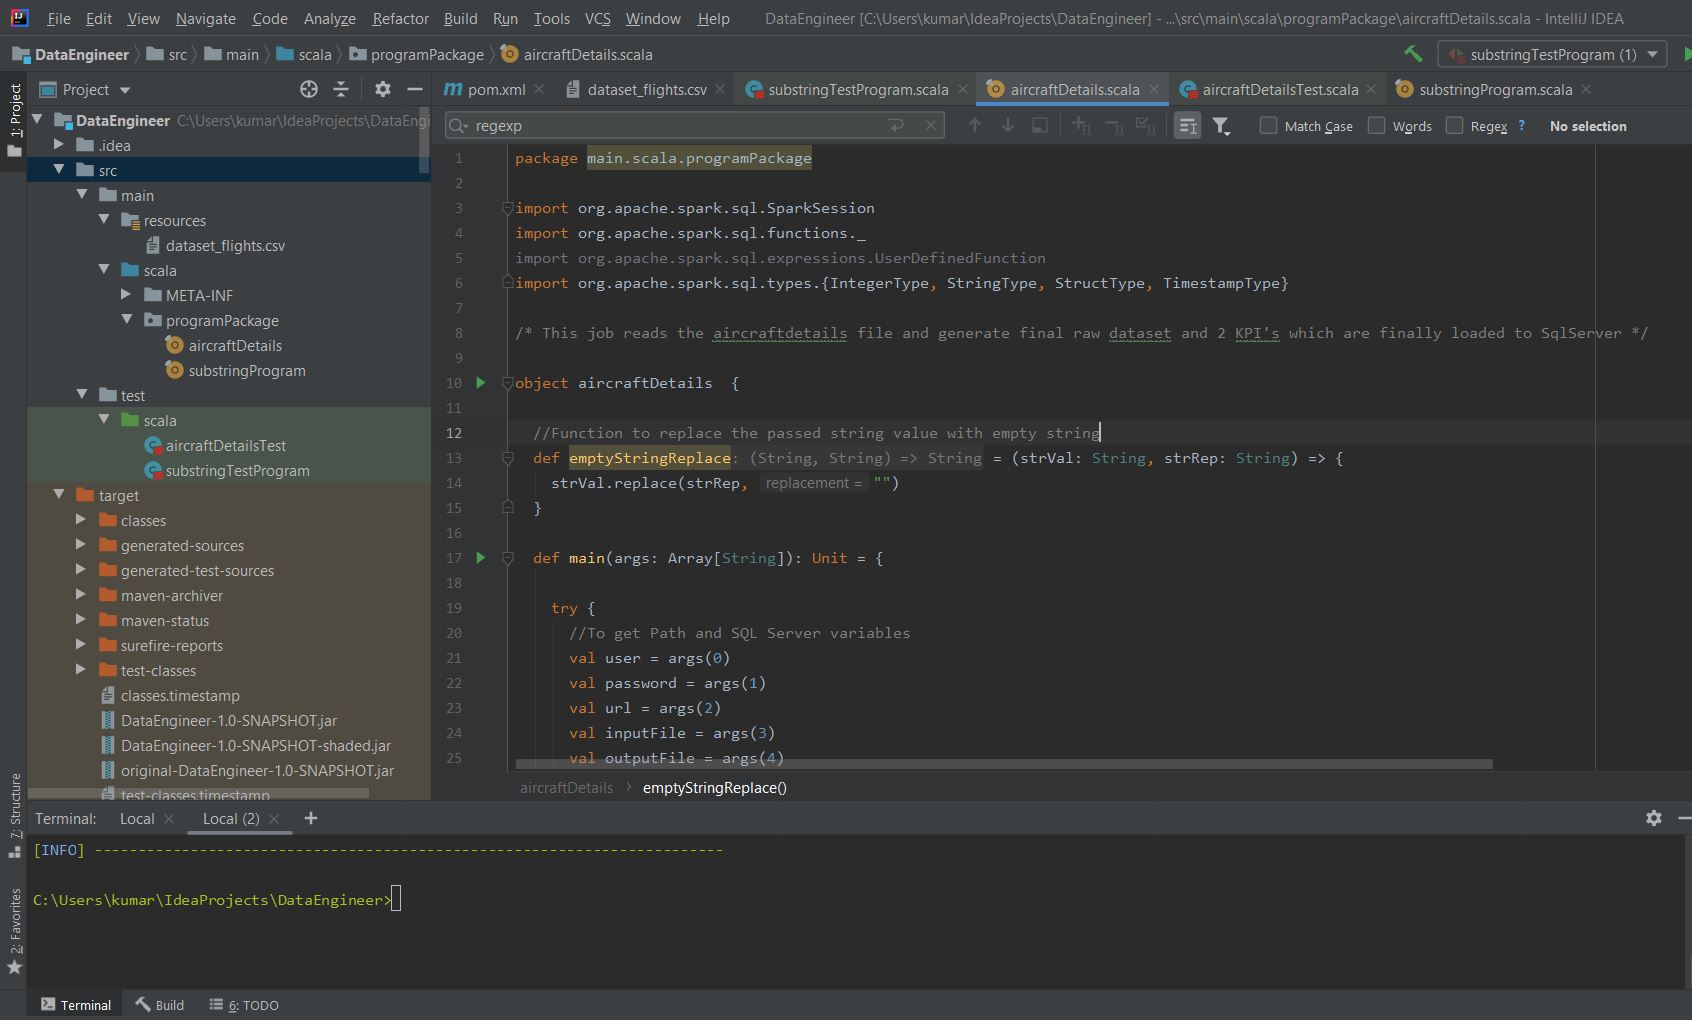 File Edit View Navigate Code Analyze Refactor Build Run Tools VCS Window Help DataEngineer [C:\Users\kumar\IdeaProjects\DataEngineer] - ...\src\main\scala\programPackage\aircraftDetails.scala - IntelliJ IDEA
DataEngineer src main scala programPackage aircraftDetails.scala substringTestProgram (1)
1: Project
Project
pom.xml dataset_flights.csv substringTestProgram.scala aircraftDetails.scala aircraftDetailsTest.scala substringProgram.scala
regexp Match Case Words Regex ? No selection
DataEngineer C:\Users\kumar\IdeaProjects\DataEngi
.idea
src
main
resources
dataset_flights.csv
scala
META-INF
programPackage
aircraftDetails
substringProgram
test
scala
aircraftDetailsTest
substringTestProgram
target
classes
generated-sources
generated-test-sources
maven-archiver
maven-status
surefire-reports
test-classes
classes.timestamp
DataEngineer-1.0-SNAPSHOT.jar
DataEngineer-1.0-SNAPSHOT-shaded.jar
original-DataEngineer-1.0-SNAPSHOT.jar
test-classes.timestamp
1 package main.scala.programPackage
2
3 import org.apache.spark.sql.SparkSession
4 import org.apache.spark.sql.functions._
5 import org.apache.spark.sql.expressions.UserDefinedFunction
6 import org.apache.spark.sql.types.{IntegerType, StringType, StructType, TimestampType}
7
8 /* This job reads the aircraftdetails file and generate final raw dataset and 2 KPI's which are finally loaded to SqlServer */
9
10 object aircraftDetails {
11
12 //Function to replace the passed string value with empty string
13 def emptyStringReplace: (String, String) => String = (strVal: String, strRep: String) => {
14 strVal.replace(strRep, replacement = "")
15 }
16
17 def main(args: Array[String]): Unit = {
18
19 try {
20 //To get Path and SQL Server variables
21 val user = args(0)
22 val password = args(1)
23 val url = args(2)
24 val inputFile = args(3)
25 val outputFile = args(4)
aircraftDetails emptyStringReplace()
7: Structure
2: Favorites
Terminal: Local Local (2) +
[INFO] ------------------------------------------------------------------------
C:\Users\kumar\IdeaProjects\DataEngineer>
Terminal Build 6: TODO